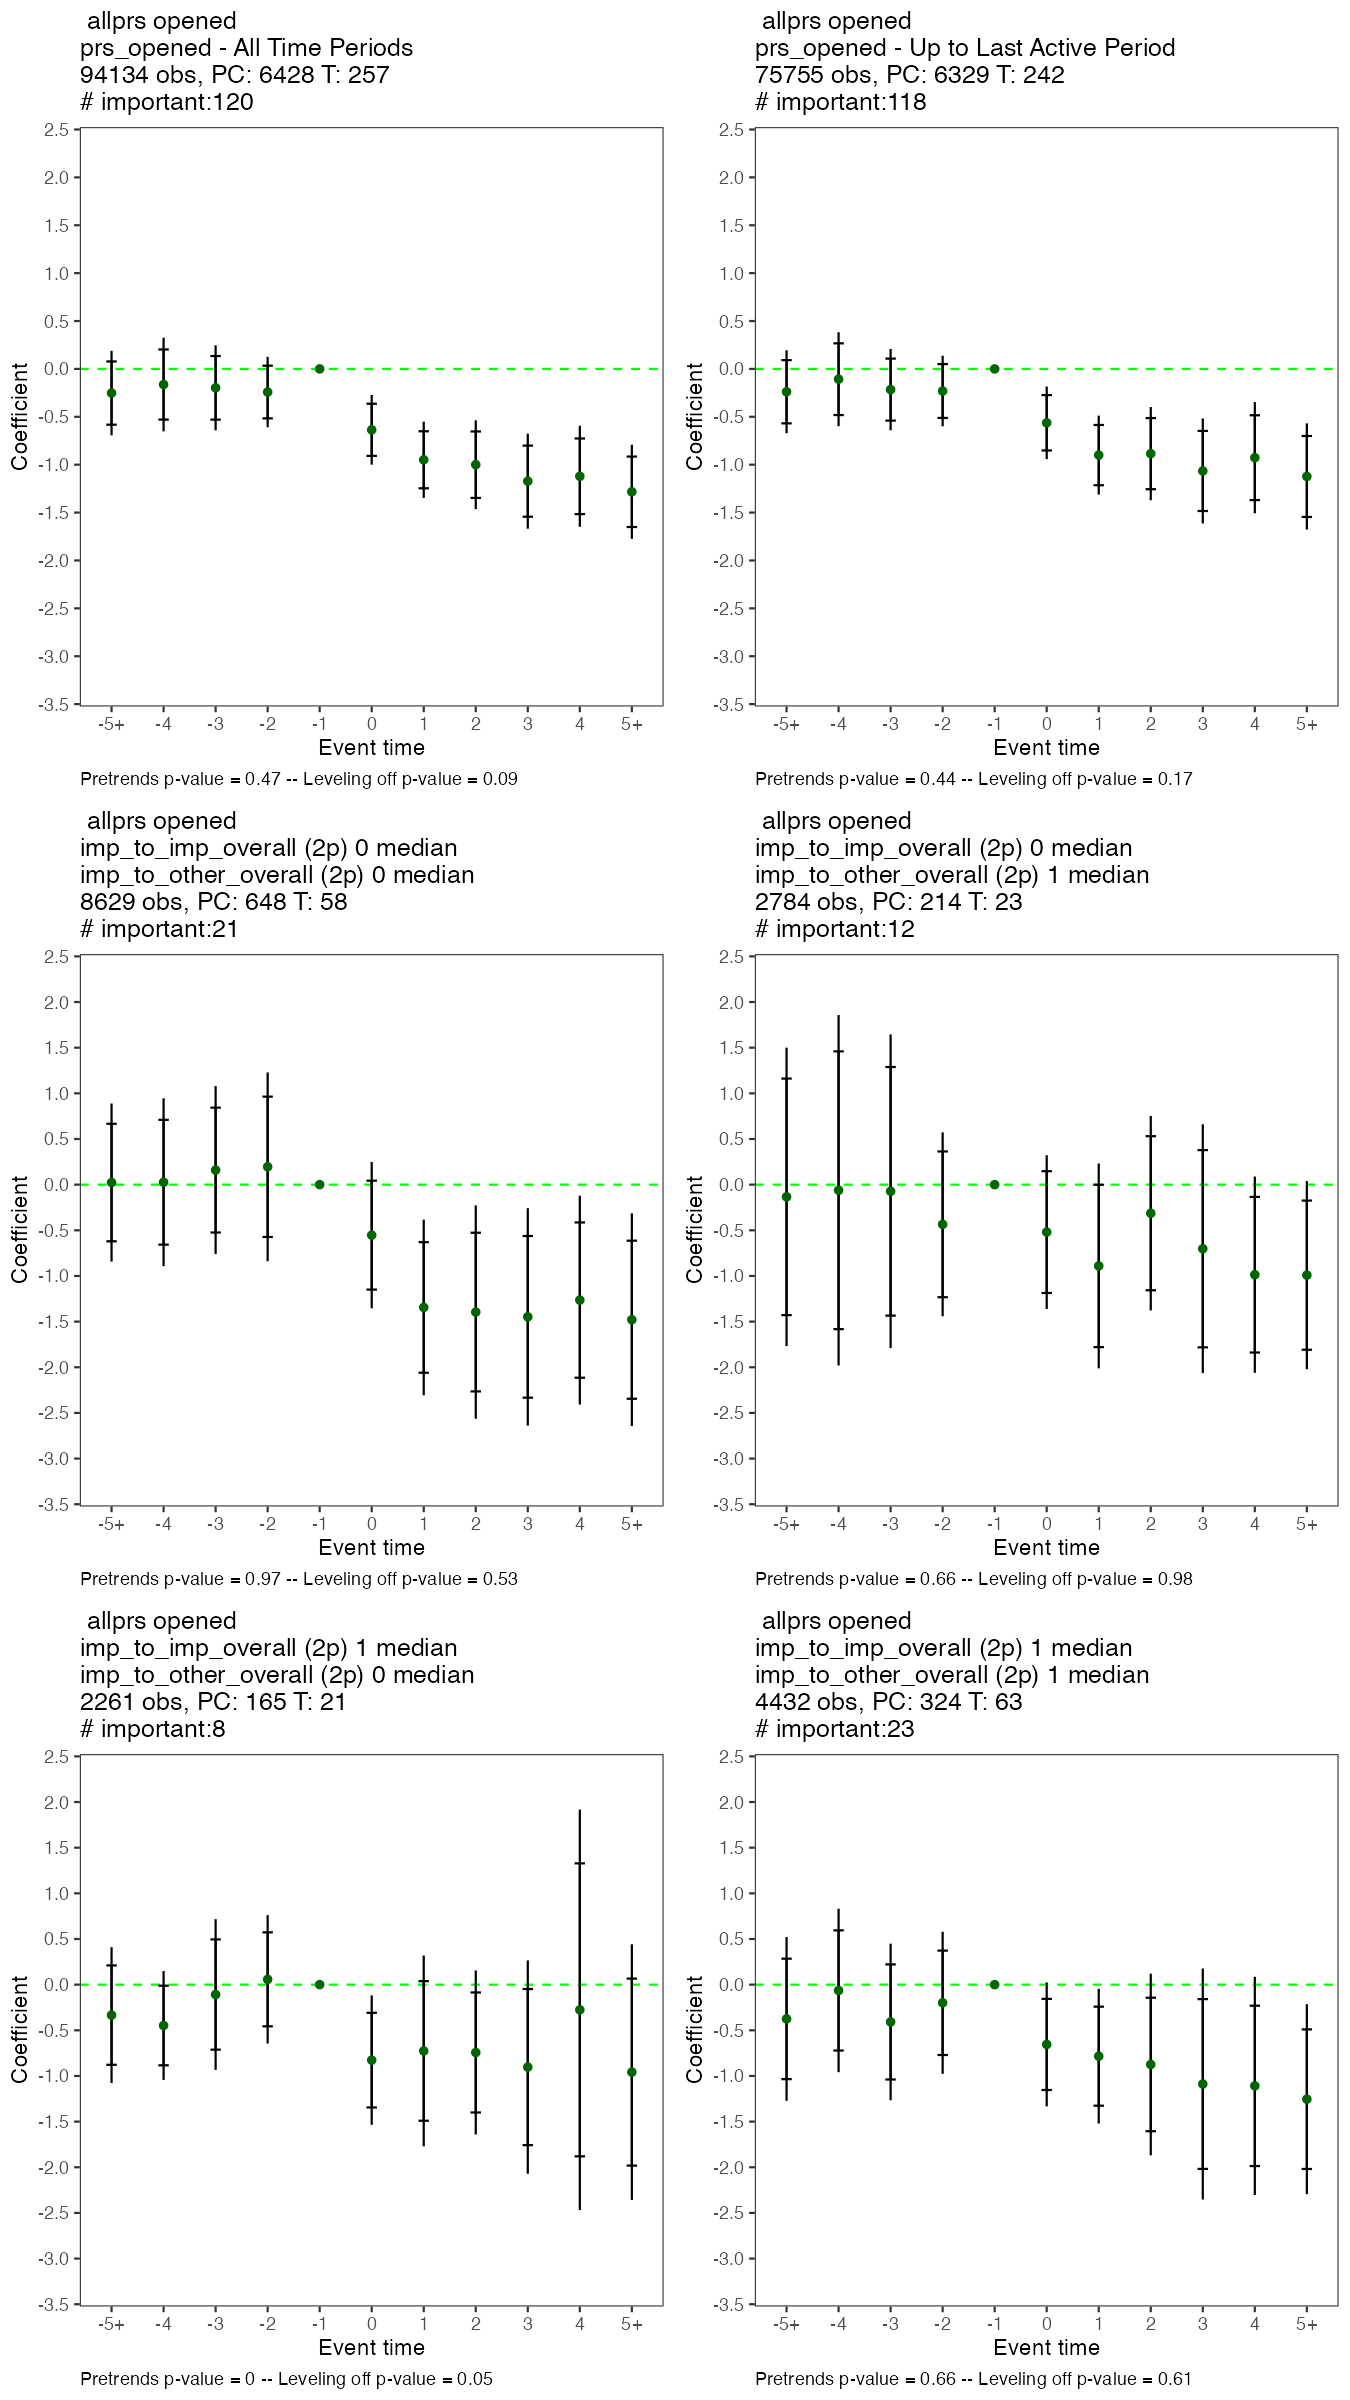 allprs opened
prs_opened - All Time Periods
94134 obs, PC: 6428 T: 257
# important:120
2.5
2.0
1.5
1.0
0.5
0.0
-0.5
-1.0
-1.5
-2.0
-2.5
-3.0
-3.5
Coefficient
-5+ -4 -3 -2 -1 0 1 2 3 4 5+
Event time
Pretrends p-value = 0.47 -- Leveling off p-value = 0.09
allprs opened
prs_opened - Up to Last Active Period
75755 obs, PC: 6329 T: 242
# important:118
2.5
2.0
1.5
1.0
0.5
0.0
-0.5
-1.0
-1.5
-2.0
-2.5
-3.0
-3.5
Coefficient
-5+ -4 -3 -2 -1 0 1 2 3 4 5+
Event time
Pretrends p-value = 0.44 -- Leveling off p-value = 0.17
allprs opened
imp_to_imp_overall (2p) 0 median
imp_to_other_overall (2p) 0 median
8629 obs, PC: 648 T: 58
# important:21
2.5
2.0
1.5
1.0
0.5
0.0
-0.5
-1.0
-1.5
-2.0
-2.5
-3.0
-3.5
Coefficient
-5+ -4 -3 -2 -1 0 1 2 3 4 5+
Event time
Pretrends p-value = 0.97 -- Leveling off p-value = 0.53
allprs opened
imp_to_imp_overall (2p) 0 median
imp_to_other_overall (2p) 1 median
2784 obs, PC: 214 T: 23
# important:12
2.5
2.0
1.5
1.0
0.5
0.0
-0.5
-1.0
-1.5
-2.0
-2.5
-3.0
-3.5
Coefficient
-5+ -4 -3 -2 -1 0 1 2 3 4 5+
Event time
Pretrends p-value = 0.66 -- Leveling off p-value = 0.98
allprs opened
imp_to_imp_overall (2p) 1 median
imp_to_other_overall (2p) 0 median
2261 obs, PC: 165 T: 21
# important:8
2.5
2.0
1.5
1.0
0.5
0.0
-0.5
-1.0
-1.5
-2.0
-2.5
-3.0
-3.5
Coefficient
-5+ -4 -3 -2 -1 0 1 2 3 4 5+
Event time
Pretrends p-value = 0 -- Leveling off p-value = 0.05
allprs opened
imp_to_imp_overall (2p) 1 median
imp_to_other_overall (2p) 1 median
4432 obs, PC: 324 T: 63
# important:23
2.5
2.0
1.5
1.0
0.5
0.0
-0.5
-1.0
-1.5
-2.0
-2.5
-3.0
-3.5
Coefficient
-5+ -4 -3 -2 -1 0 1 2 3 4 5+
Event time
Pretrends p-value = 0.66 -- Leveling off p-value = 0.61